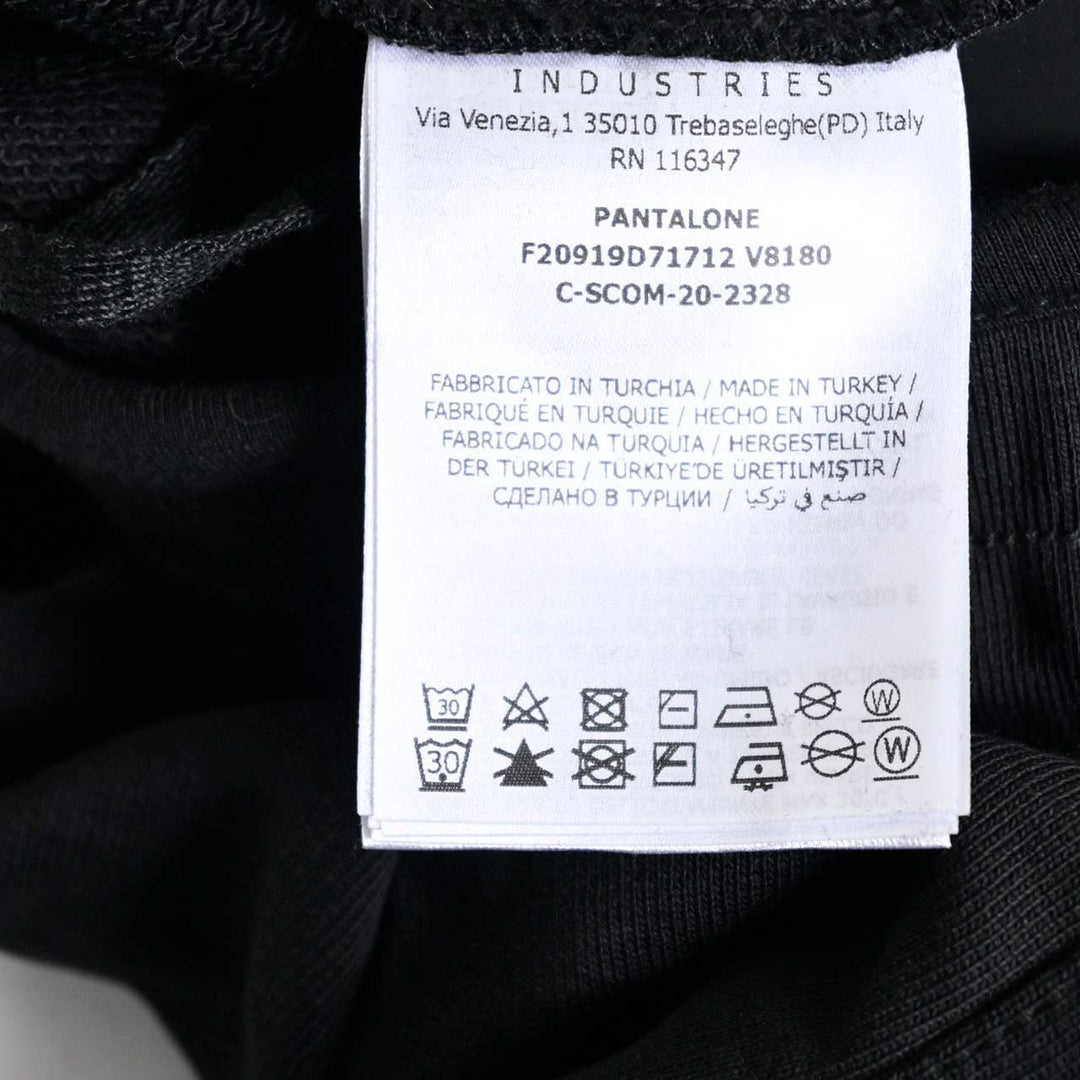 INDUSTRIES
Via Venezia,1 35010 Trebaseleghe(PD) Italy
RN 116347
PANTALONE
F20919D71712 V8180
C-SCOM-20-2328
FABBRICATO IN TURCHIA / MADE IN TURKEY /
FABRIQUÉ EN TURQUIE / HECHO EN TURQUÍA /
FABRICADO NA TURQUIA / HERGESTELLT IN
DER TURKEI / TÜRKIYE'DE ÜRETILMIŞTIR /
СДЕЛАНО В ТУРЦИИ / صنع في تركيا
30 W
30 W